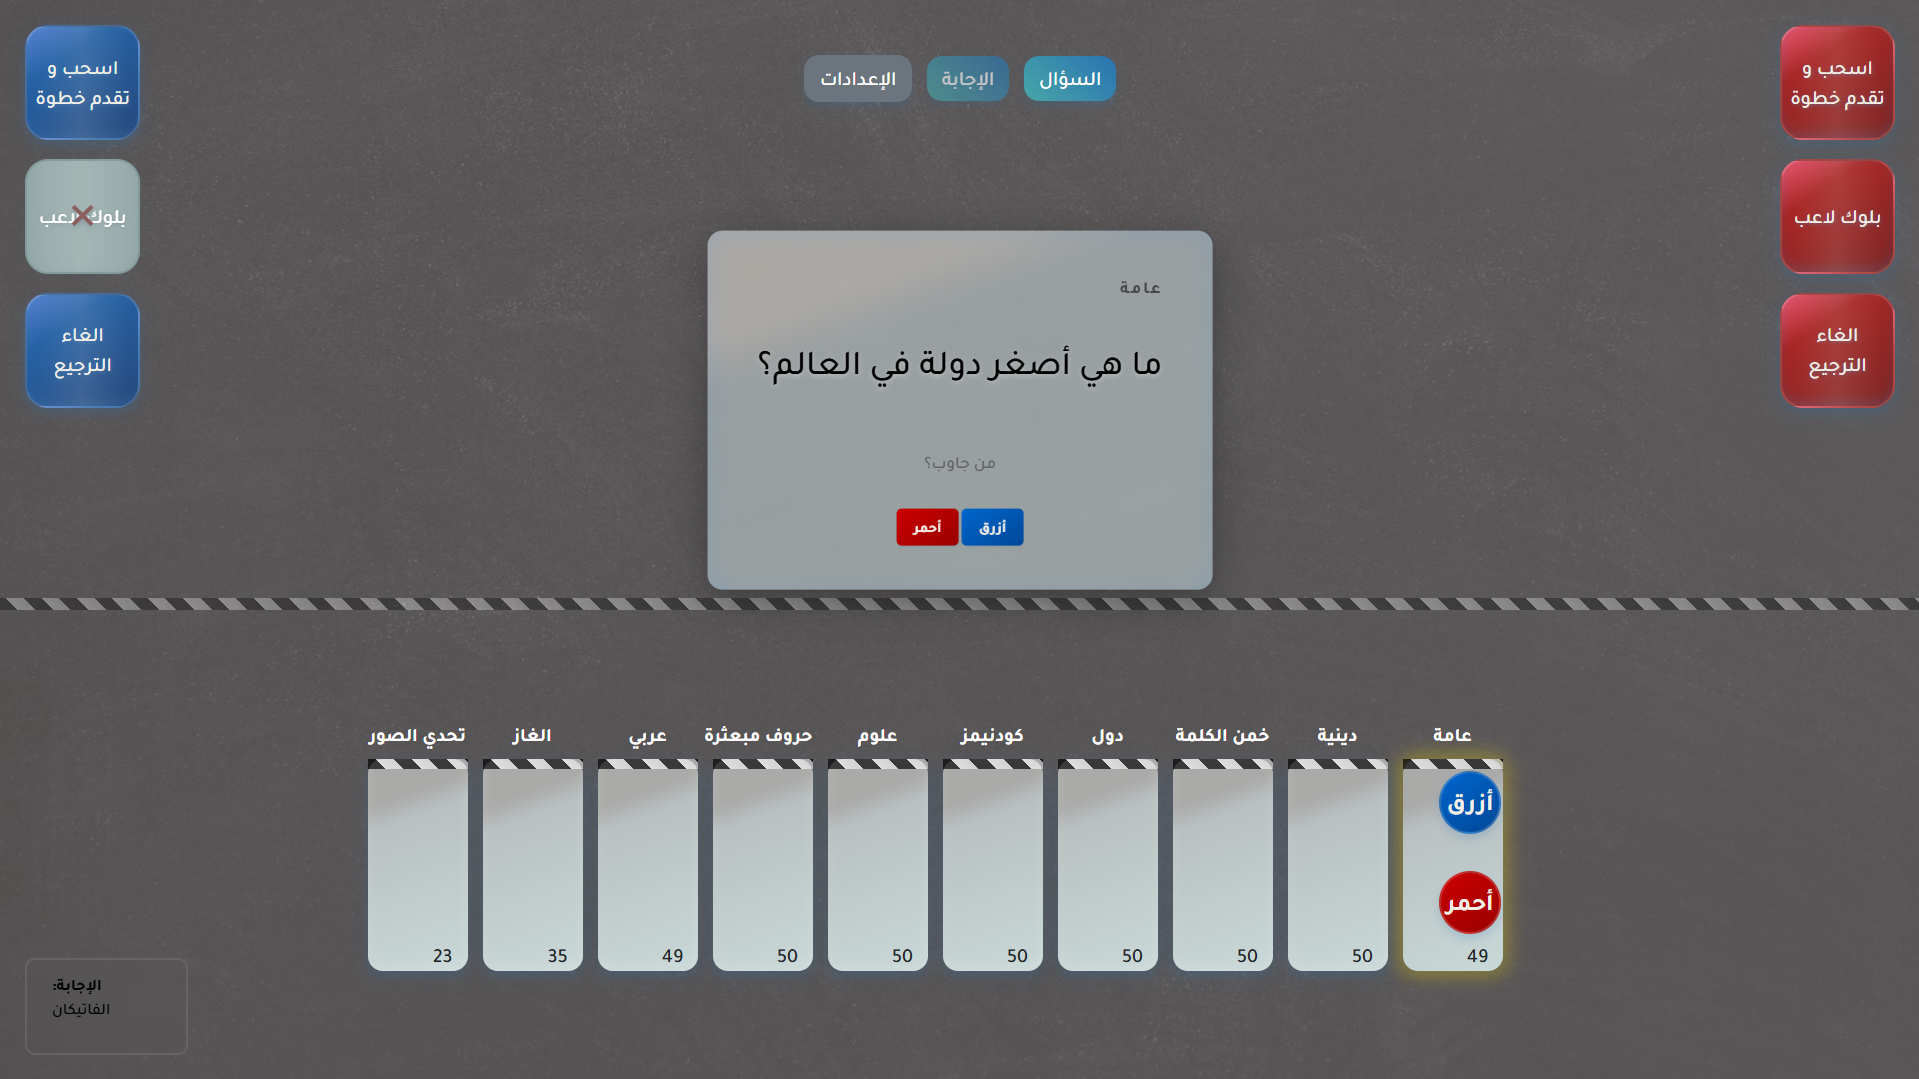 السؤال
الإجابة
الإعدادات
اسحب و
تقدم خطوة
بلوك لاعب
الغاء
الترجيع
اسحب و
تقدم خطوة
بلوك لاعب
الغاء
الترجيع
عامة
ما هي أصغر دولة في العالم؟
من جاوب؟
أزرق
أحمر
عامة
دينية
خمن الكلمة
دول
كودنيمز
علوم
حروف مبعثرة
عربي
الغاز
تحدي الصور
أزرق
أحمر
49
50
50
50
50
50
50
49
35
23
الإجابة:
الفاتيكان